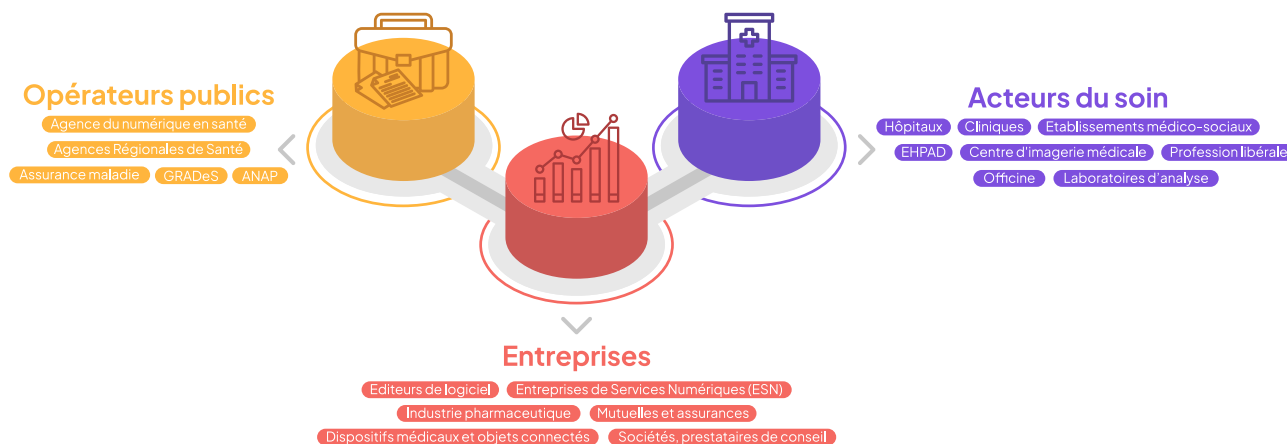 Opérateurs publics
Agence du numérique en santé
Agences Régionales de Santé
Assurance maladie GRADeS ANAP
Acteurs du soin
Hôpitaux Cliniques Etablissements médico-sociaux
EHPAD Centre d'imagerie médicale Profession libérale
Officine Laboratoires d'analyse
Entreprises
Editeurs de logiciel Entreprises de Services Numériques (ESN)
Industrie pharmaceutique Mutuelles et assurances
Dispositifs médicaux et objets connectés Sociétés, prestataires de conseil